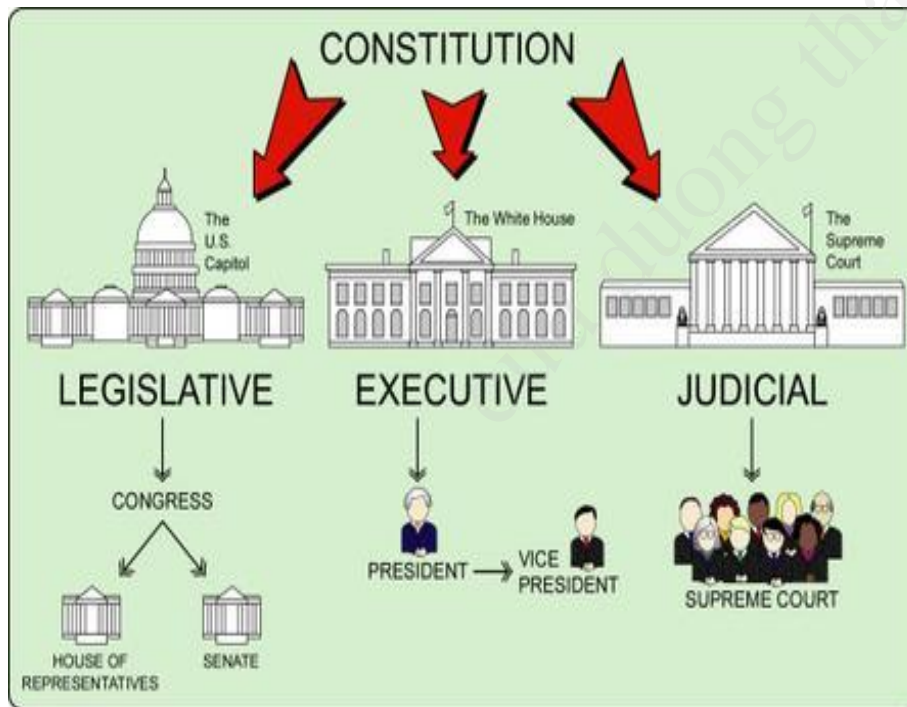 CONSTITUTION
The
U.S.
Capitol
The White House
The
Supreme
Court
LEGISLATIVE
EXECUTIVE
JUDICIAL
CONGRESS
PRESIDENT
VICE
PRESIDENT
SUPREME COURT
HOUSE OF
REPRESENTATIVES
SENATE